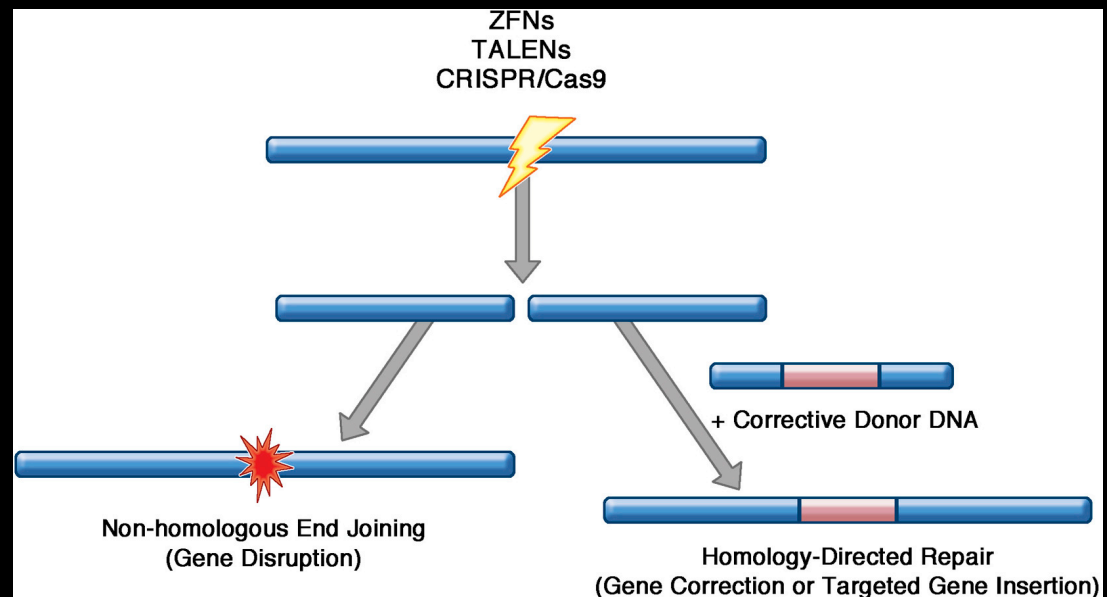 ZFNs
TALENs
CRISPR/Cas9
+ Corrective Donor DNA
Non-homologous End Joining
(Gene Disruption)
Homology-Directed Repair
(Gene Correction or Targeted Gene Insertion)